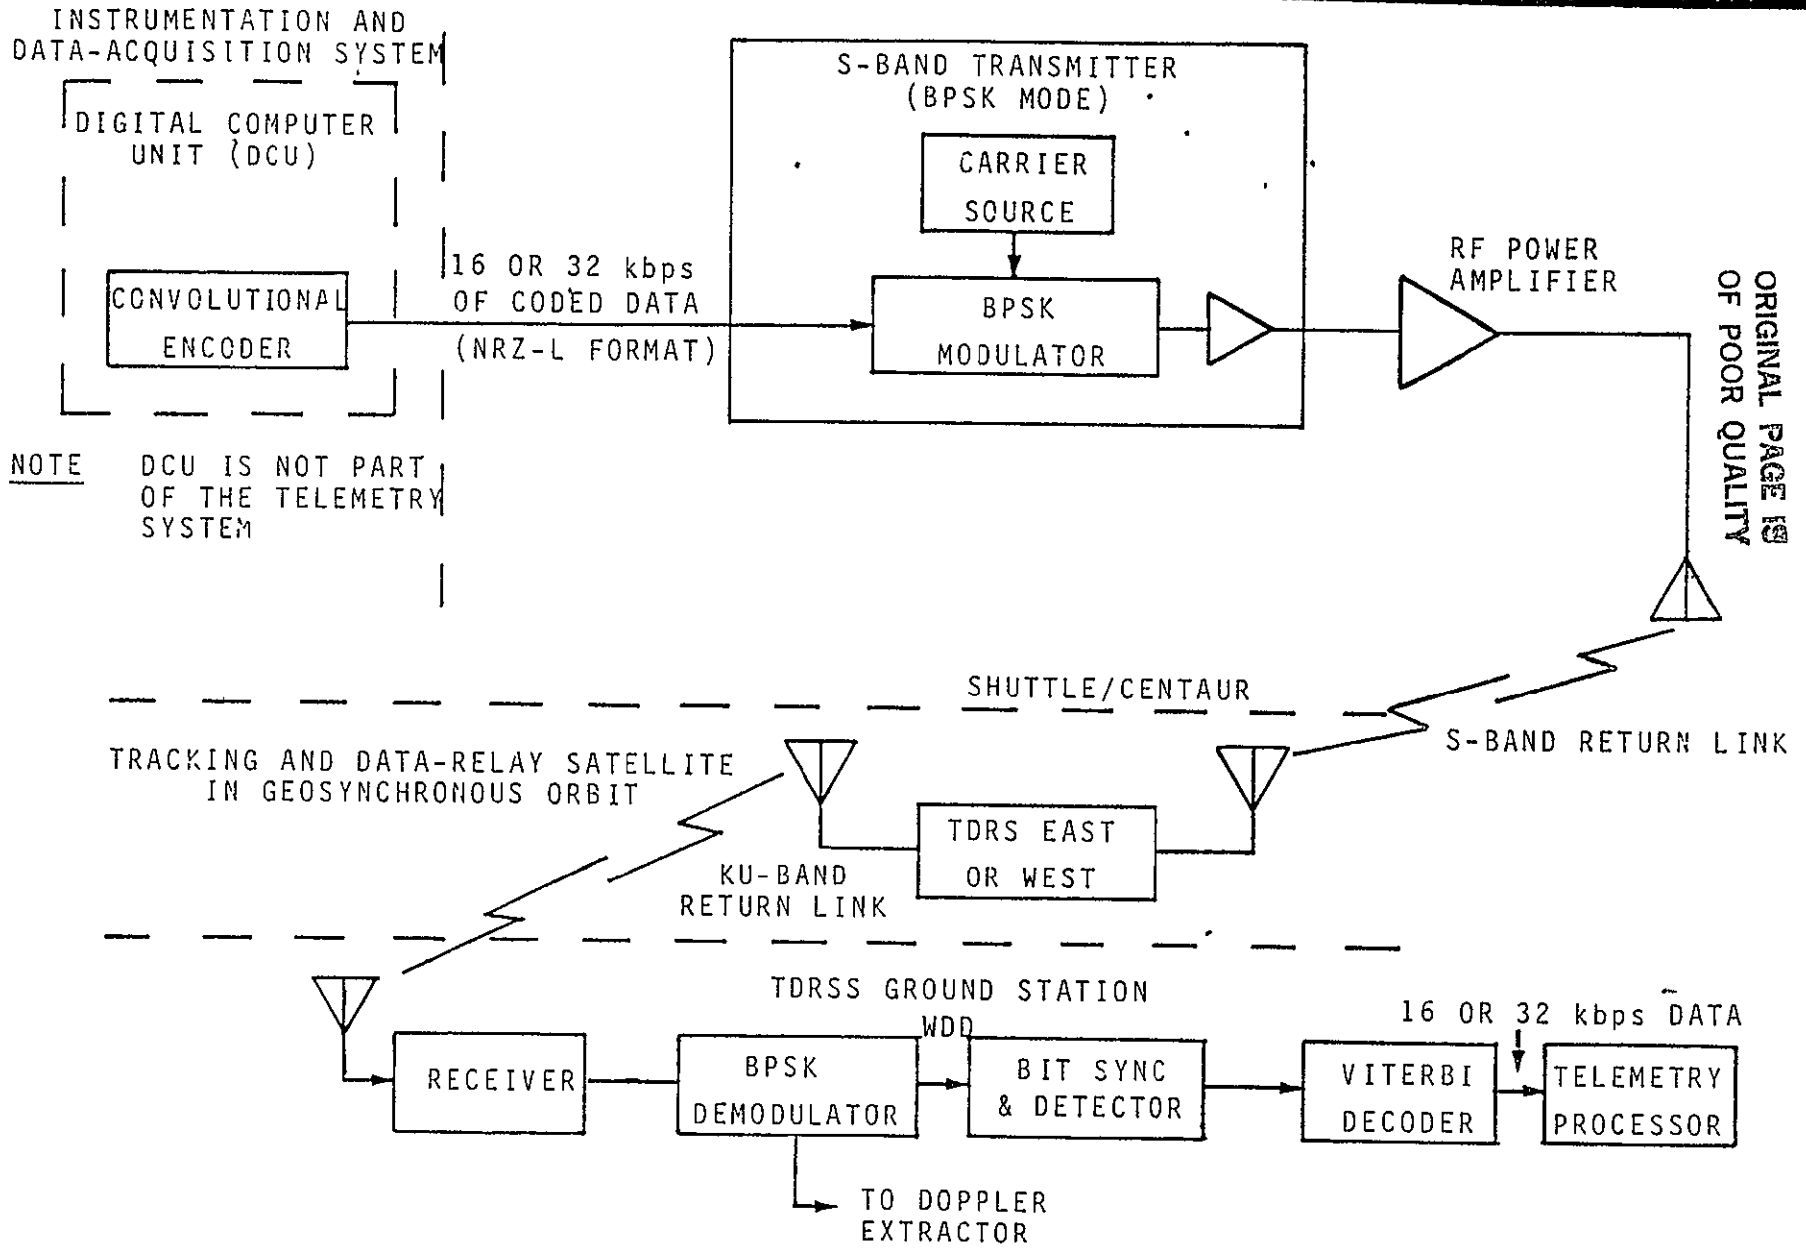 INSTRUMENTATION AND
DATA-ACQUISITION SYSTEM
DIGITAL COMPUTER
UNIT (DCU)
CONVOLUTIONAL
ENCODER
16 OR 32 kbps
OF CODED DATA
(NRZ-L FORMAT)
S-BAND TRANSMITTER
(BPSK MODE)
CARRIER
SOURCE
BPSK
MODULATOR
RF POWER
AMPLIFIER
ORIGINAL PAGE IS
OF POOR QUALITY
NOTE DCU IS NOT PART
OF THE TELEMETRY
SYSTEM
SHUTTLE/CENTAUR
S-BAND RETURN LINK
TRACKING AND DATA-RELAY SATELLITE
IN GEOSYNCHRONOUS ORBIT
TDRS EAST
OR WEST
KU-BAND
RETURN LINK
TDRSS GROUND STATION
WDD
16 OR 32 kbps DATA
RECEIVER
BPSK
DEMODULATOR
BIT SYNC
& DETECTOR
VITERBI
DECODER
TELEMETRY
PROCESSOR
TO DOPPLER
EXTRACTOR